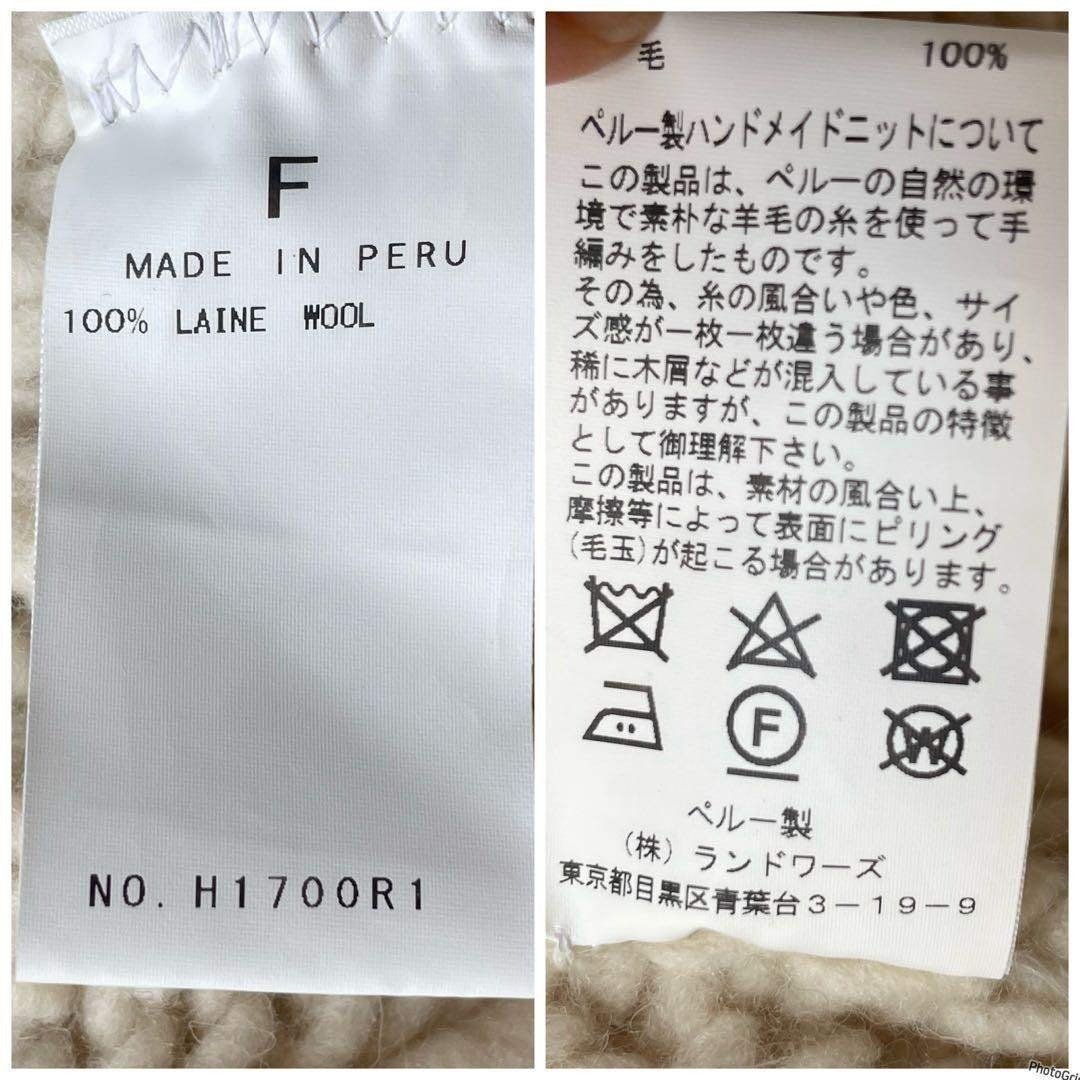 F
MADE IN PERU
100% LAINE WOOL
NO. H1700R1
毛 100%
ペルー製ハンドメイドニットについて
この製品は、ペルーの自然の環
境で素朴な羊毛の糸を使って手
編みをしたものです。
その為、糸の風合いや色、サイ
ズ感が一枚一枚違う場合があり、
稀に木屑などが混入している事
がありますが、この製品の特徴
として御理解下さい。
この製品は、素材の風合い上、
摩擦等によって表面にピリング
(毛玉)が起こる場合があります。
F
W
ペルー製
(株) ランドワーズ
東京都目黒区青葉台3-19-9
PhotoGri